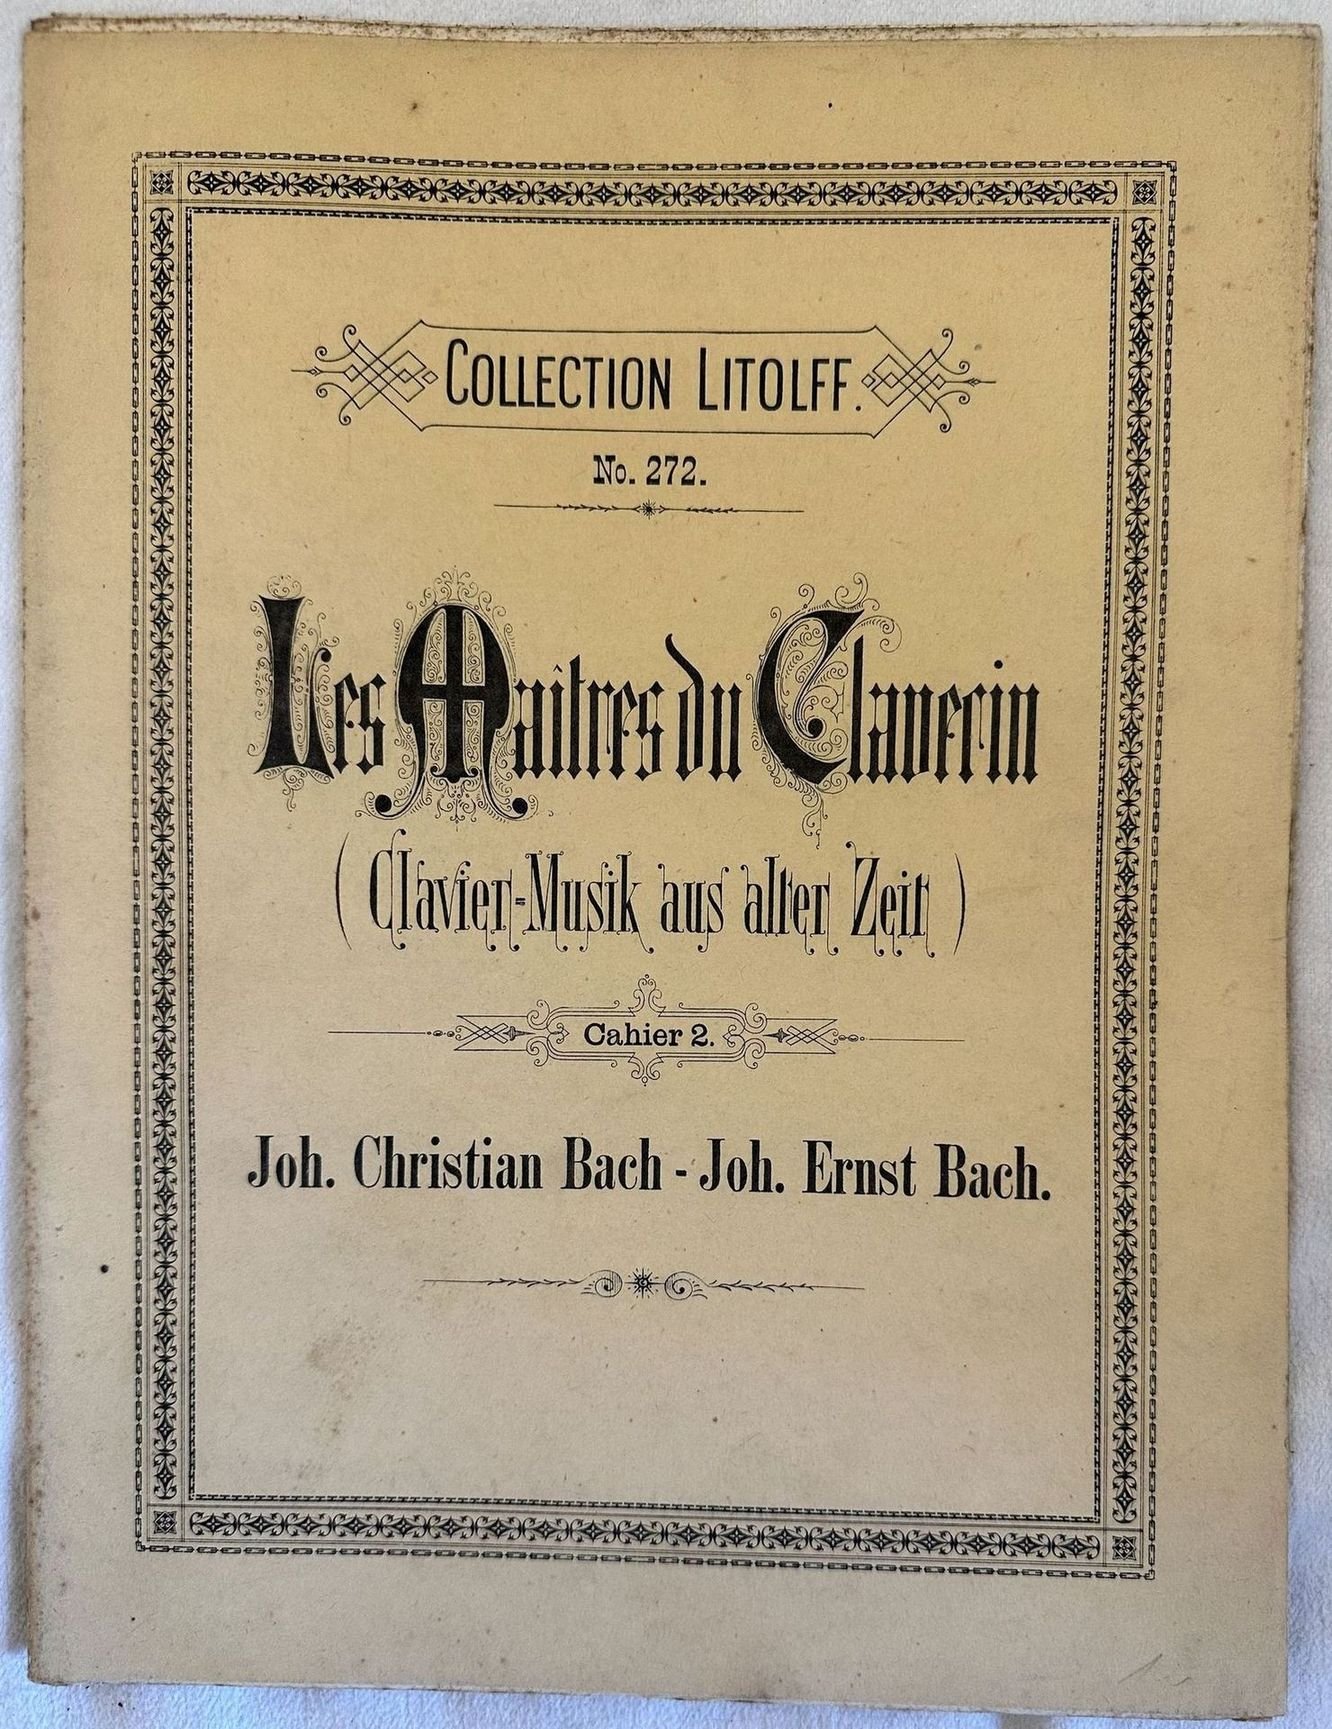 COLLECTION LITOLFF.
No. 272.
Les Maîtres du Clavecin
( Clavier-Musik aus alter Zeit )
Cahier 2.
Joh. Christian Bach - Joh. Ernst Bach.